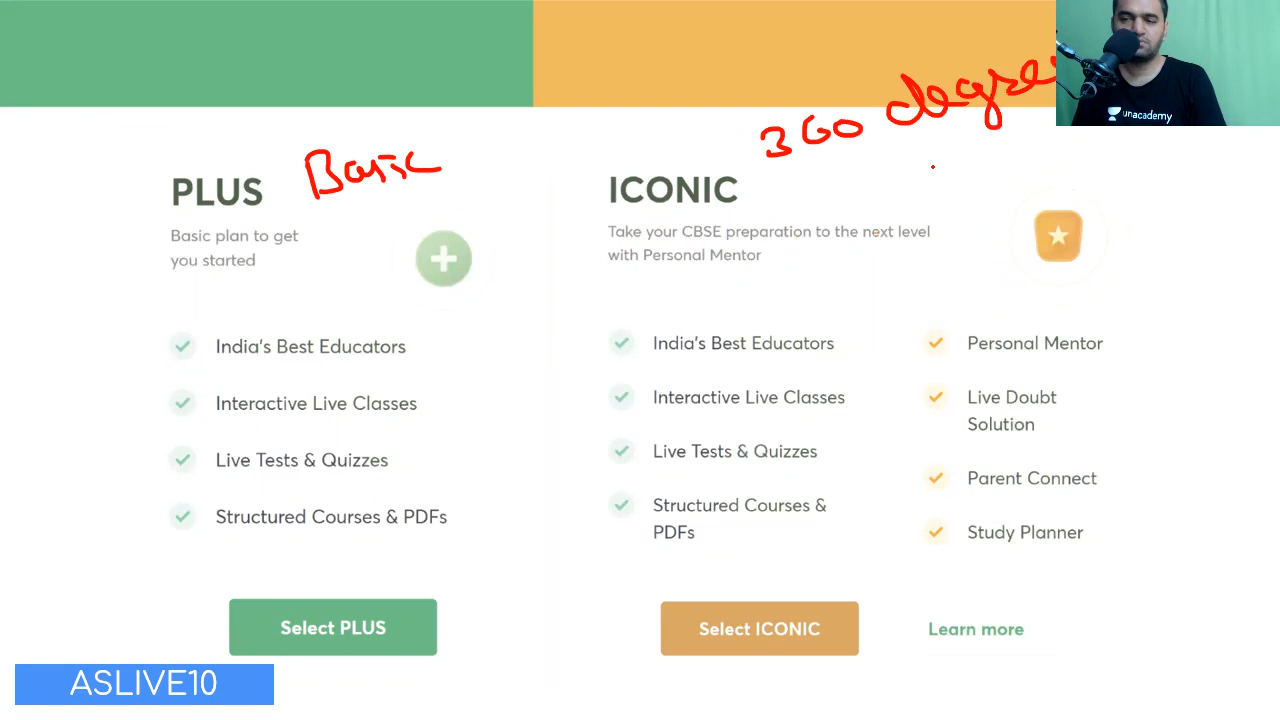 unacademy
360 degree
Basic
PLUS
Basic plan to get
you started
India's Best Educators
Interactive Live Classes
Live Tests & Quizzes
Structured Courses & PDFs
Select PLUS
ICONIC
Take your CBSE preparation to the next level
with Personal Mentor
India's Best Educators
Interactive Live Classes
Live Tests & Quizzes
Structured Courses &
PDFs
Personal Mentor
Live Doubt
Solution
Parent Connect
Study Planner
Select ICONIC
Learn more
ASLIVE10